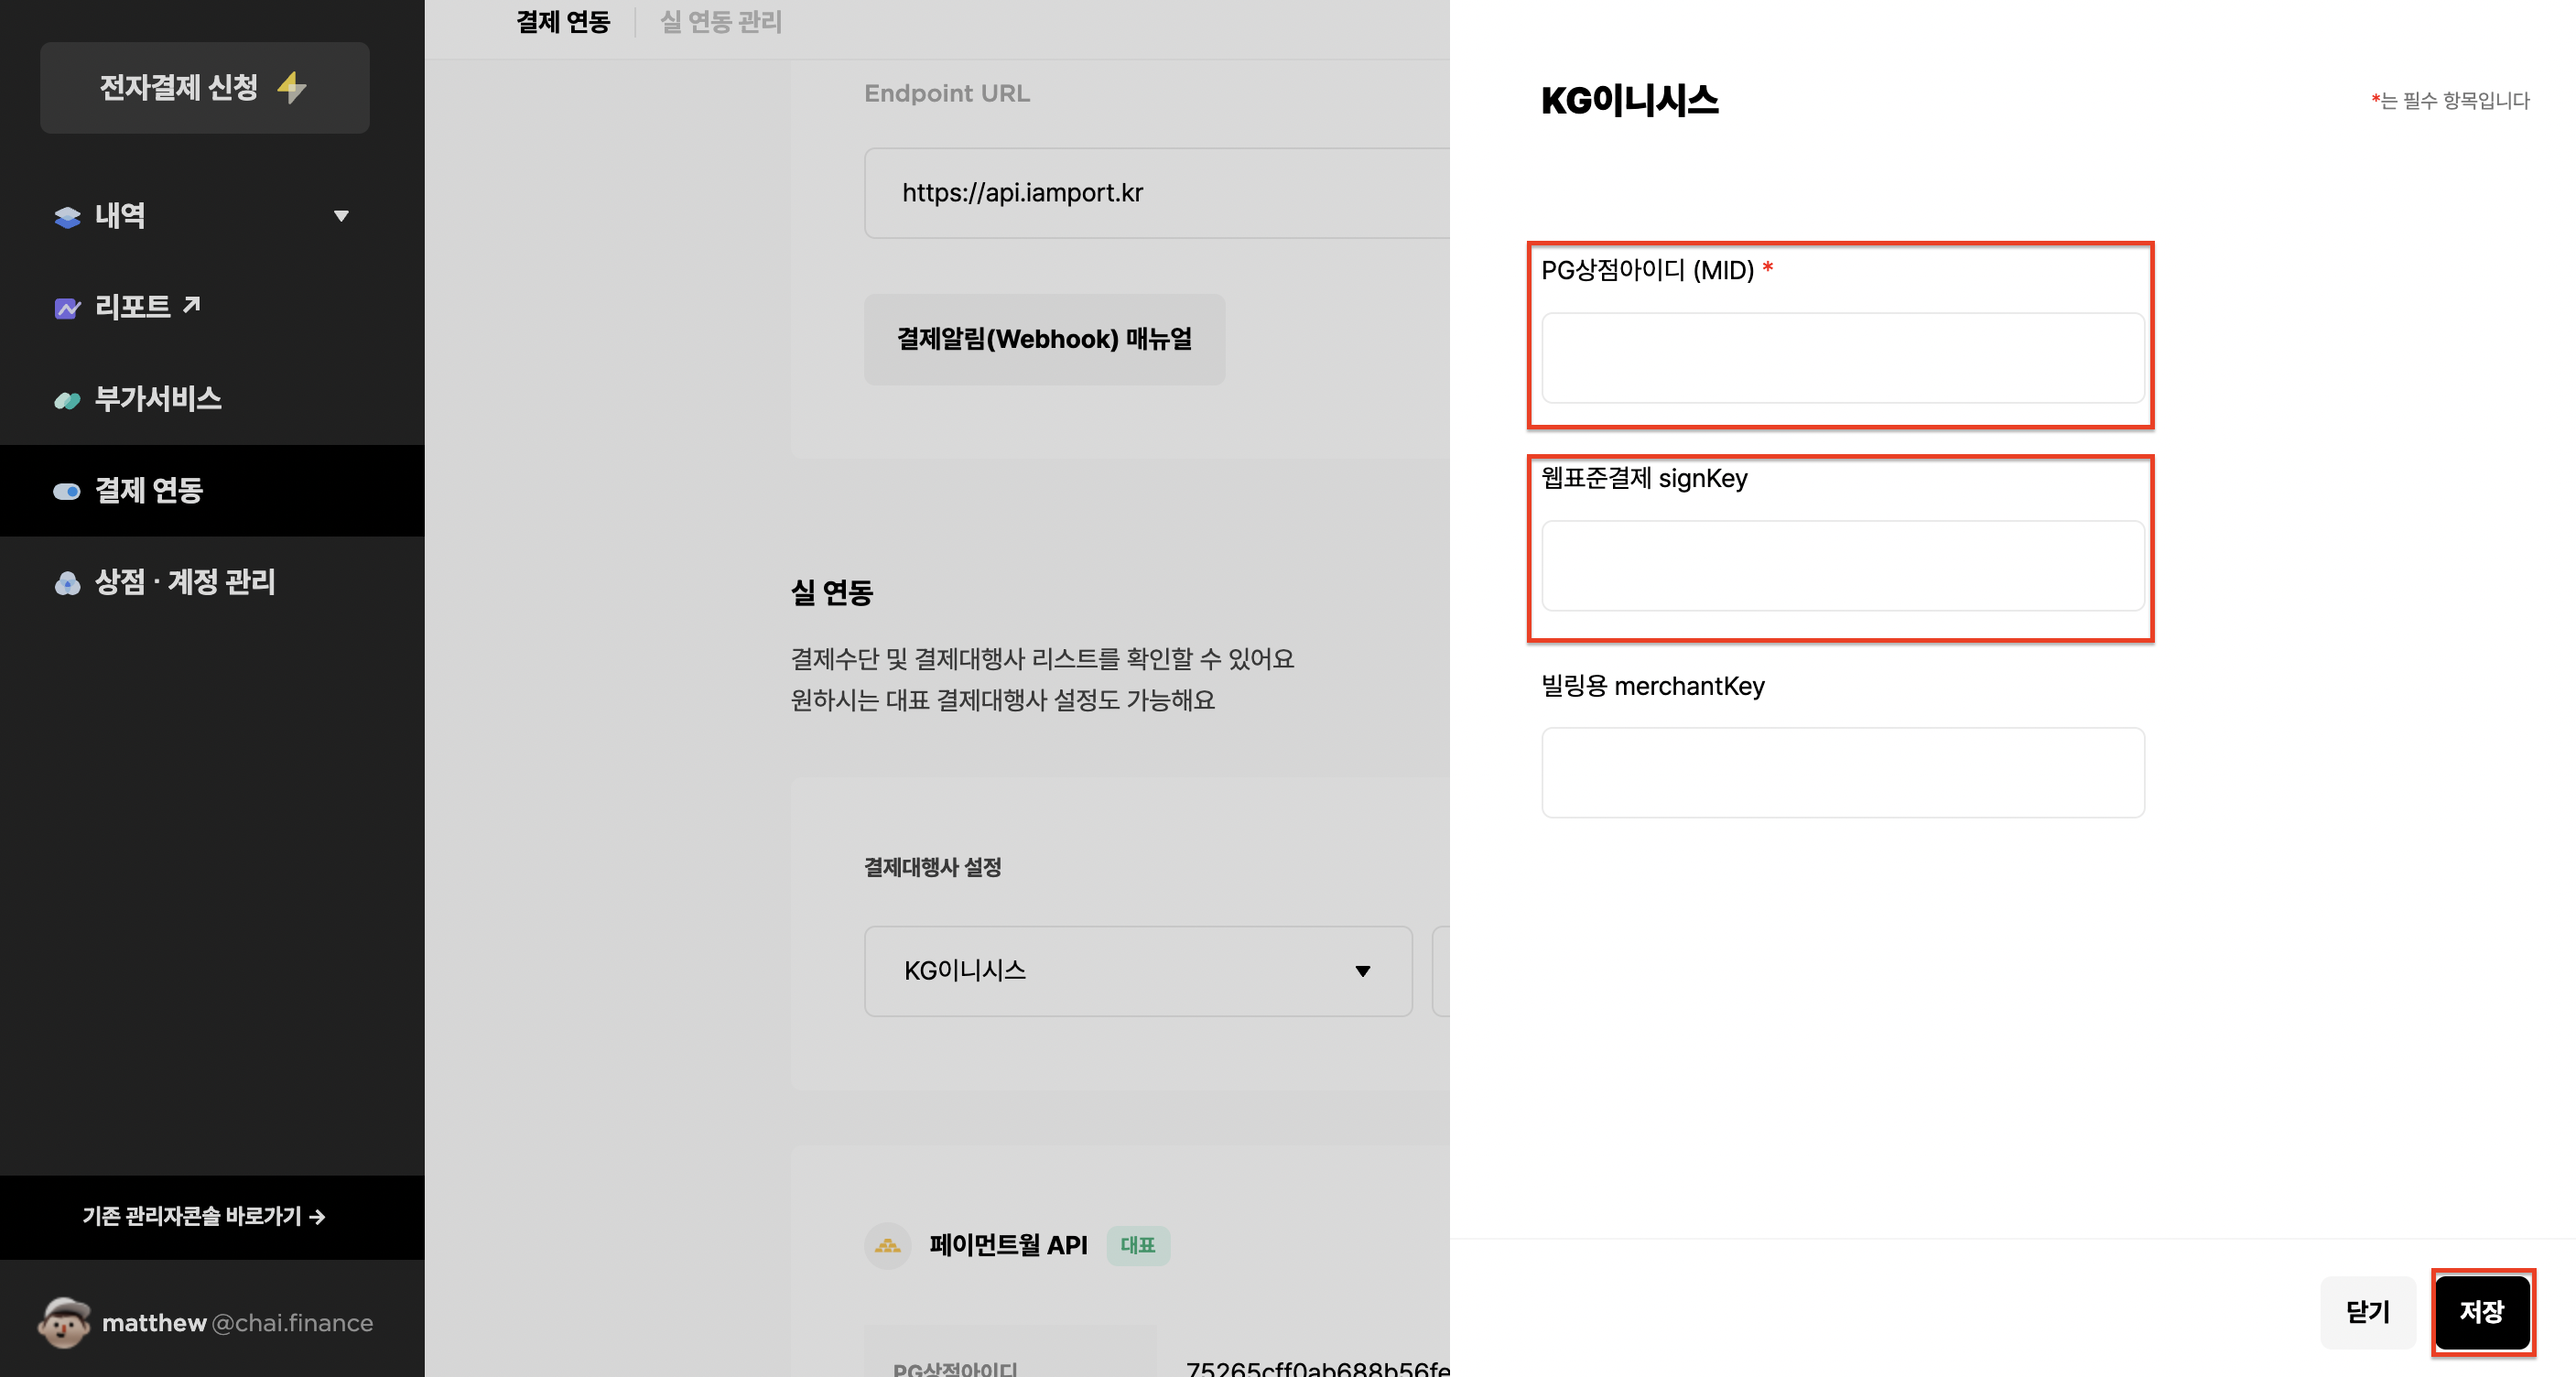 전자결제 신청
내역
리포트
부가서비스
결제 연동
상점 · 계정 관리
기존 관리자콘솔 바로가기 →
matthew@chai.finance
결제 연동
실 연동 관리
Endpoint URL
https://api.iamport.kr
결제알림(Webhook) 매뉴얼
실 연동
결제수단 및 결제대행사 리스트를 확인할 수 있어요
원하시는 대표 결제대행사 설정도 가능해요
결제대행사 설정
KG이니시스
페이먼트월 API
대표
PG상점아이디
75265cff0ab688b56fe
KG이니시스
*는 필수 항목입니다
PG상점아이디 (MID) *
웹표준결제 signKey
빌링용 merchantKey
닫기
저장